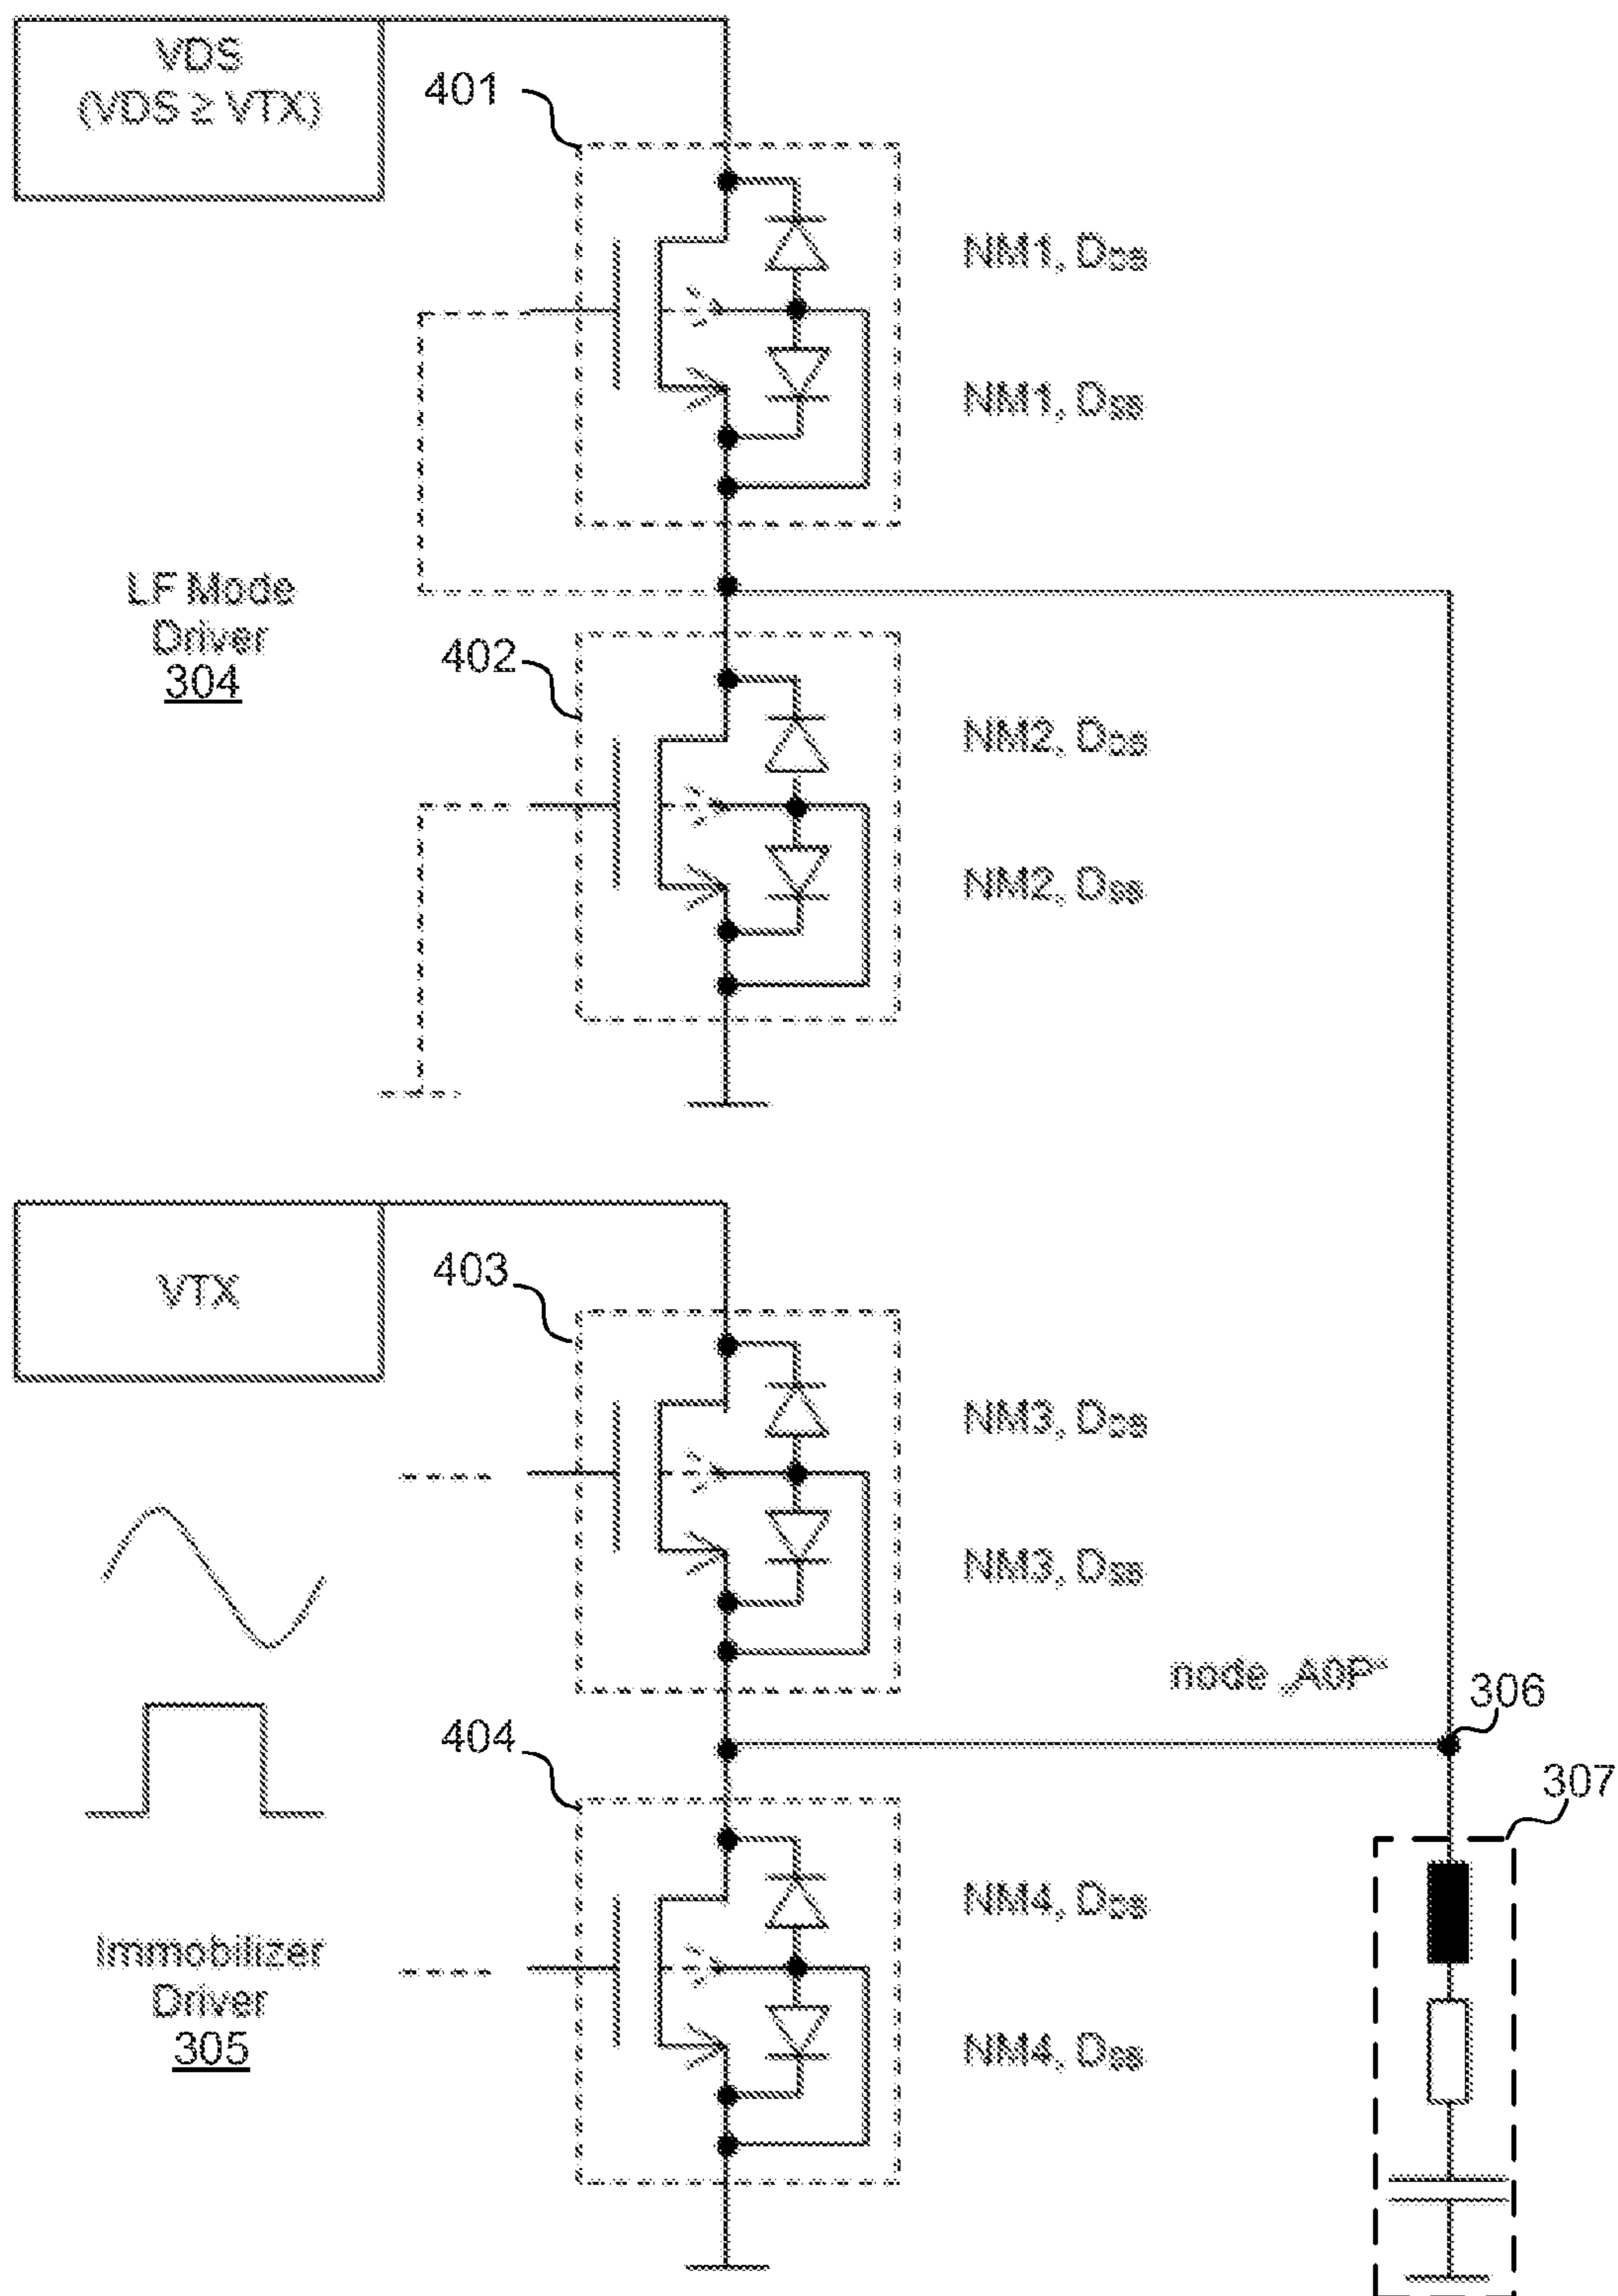 VDS
(VDS ≥ VTX)
401
NM1, DDS
NM1, DSS
LF Mode
Driver
304
402
NM2, DDS
NM2, DSS
VTX
403
NM3, DDS
NM3, DSS
node „A0P“
306
404
307
NM4, DDS
Immobilizer
Driver
305
NM4, DSS